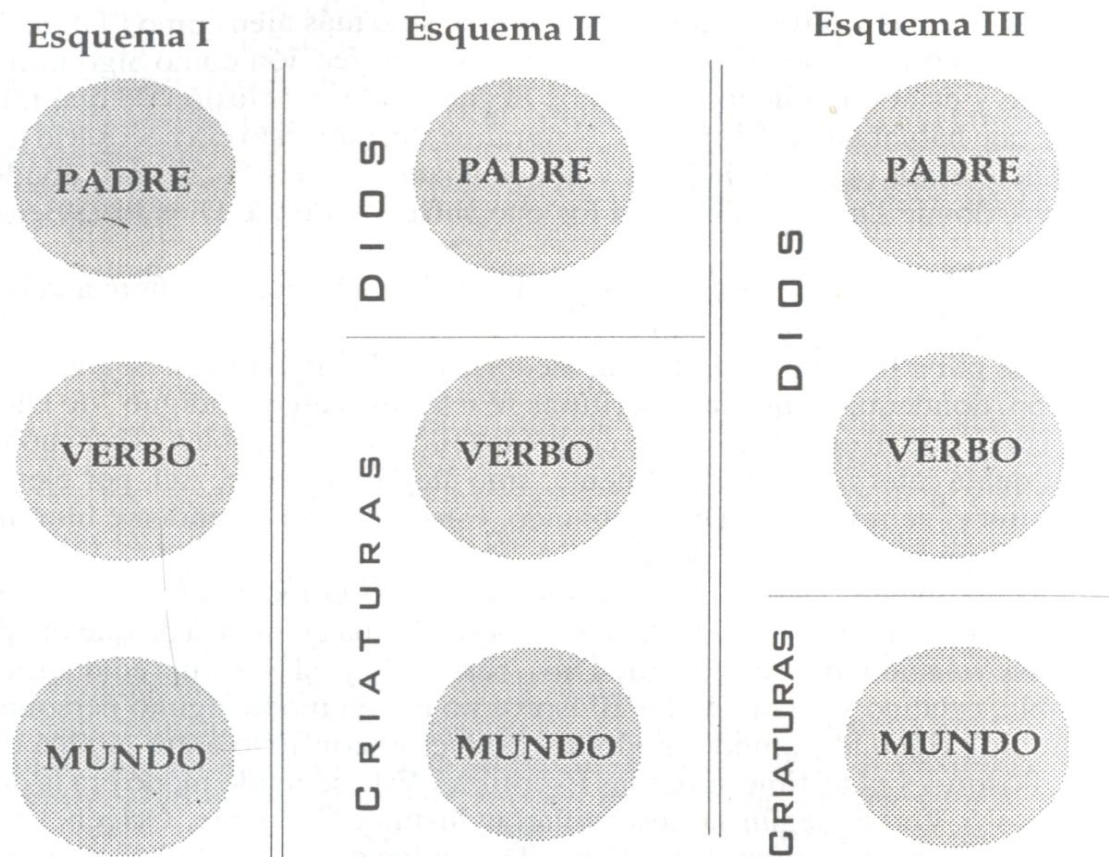 Esquema I
PADRE
VERBO
MUNDO
Esquema II
DIOS
PADRE
CRIATURAS
VERBO
MUNDO
Esquema III
DIOS
PADRE
VERBO
CRIATURAS
MUNDO